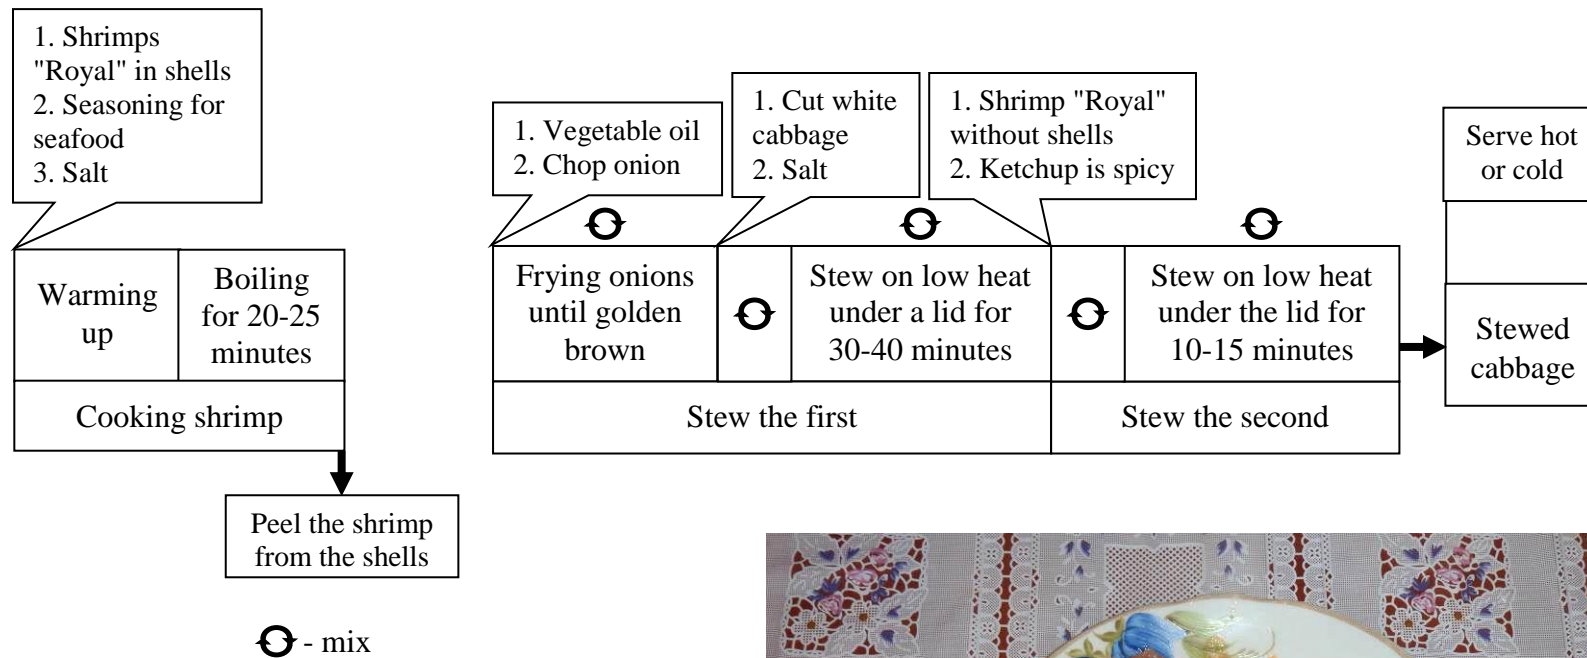 1. Shrimps
"Royal" in shells
2. Seasoning for
seafood
3. Salt
Warming
up
Boiling
for 20-25
minutes
Cooking shrimp
Peel the shrimp
from the shells
- mix
1. Vegetable oil
2. Chop onion
1. Cut white
cabbage
2. Salt
1. Shrimp "Royal"
without shells
2. Ketchup is spicy
Frying onions
until golden
brown
Stew on low heat
under a lid for
30-40 minutes
Stew on low heat
under the lid for
10-15 minutes
Stew the first
Stew the second
Serve hot
or cold
Stewed
cabbage